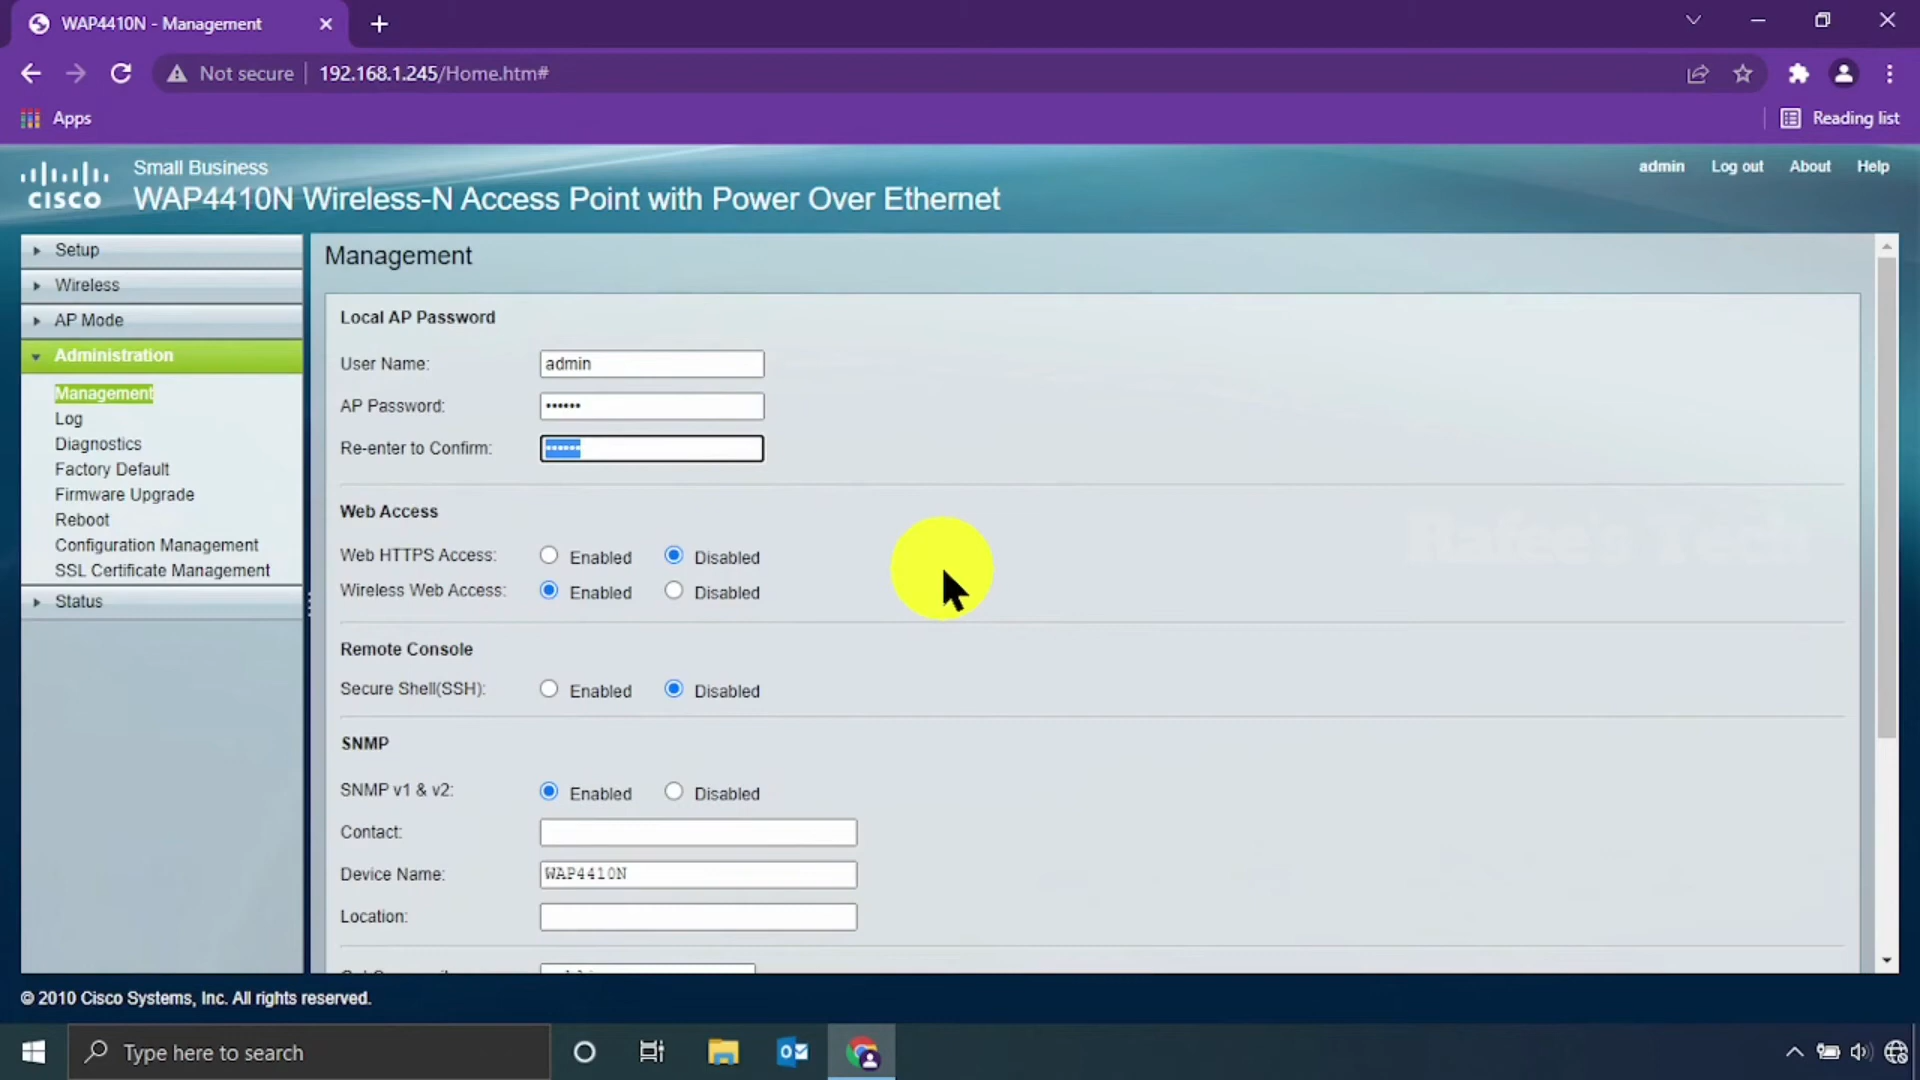 WAP4410N - Management
Not secure
192.168.1.245/Home.htm#
Apps
Reading list
cisco
Small Business
WAP4410N Wireless-N Access Point with Power Over Ethernet
admin
Log out
About
Help
Setup
Wireless
AP Mode
Administration
Management
Log
Diagnostics
Factory Default
Firmware Upgrade
Reboot
Configuration Management
SSL Certificate Management
Status
Management
Local AP Password
User Name: admin
AP Password: ••••••
Re-enter to Confirm: ••••••
Web Access
Web HTTPS Access: Enabled Disabled
Wireless Web Access: Enabled Disabled
Rafee's Tech
Remote Console
Secure Shell(SSH): Enabled Disabled
SNMP
SNMP v1 & v2: Enabled Disabled
Contact:
Device Name: WAP4410N
Location:
© 2010 Cisco Systems, Inc. All rights reserved.
Type here to search